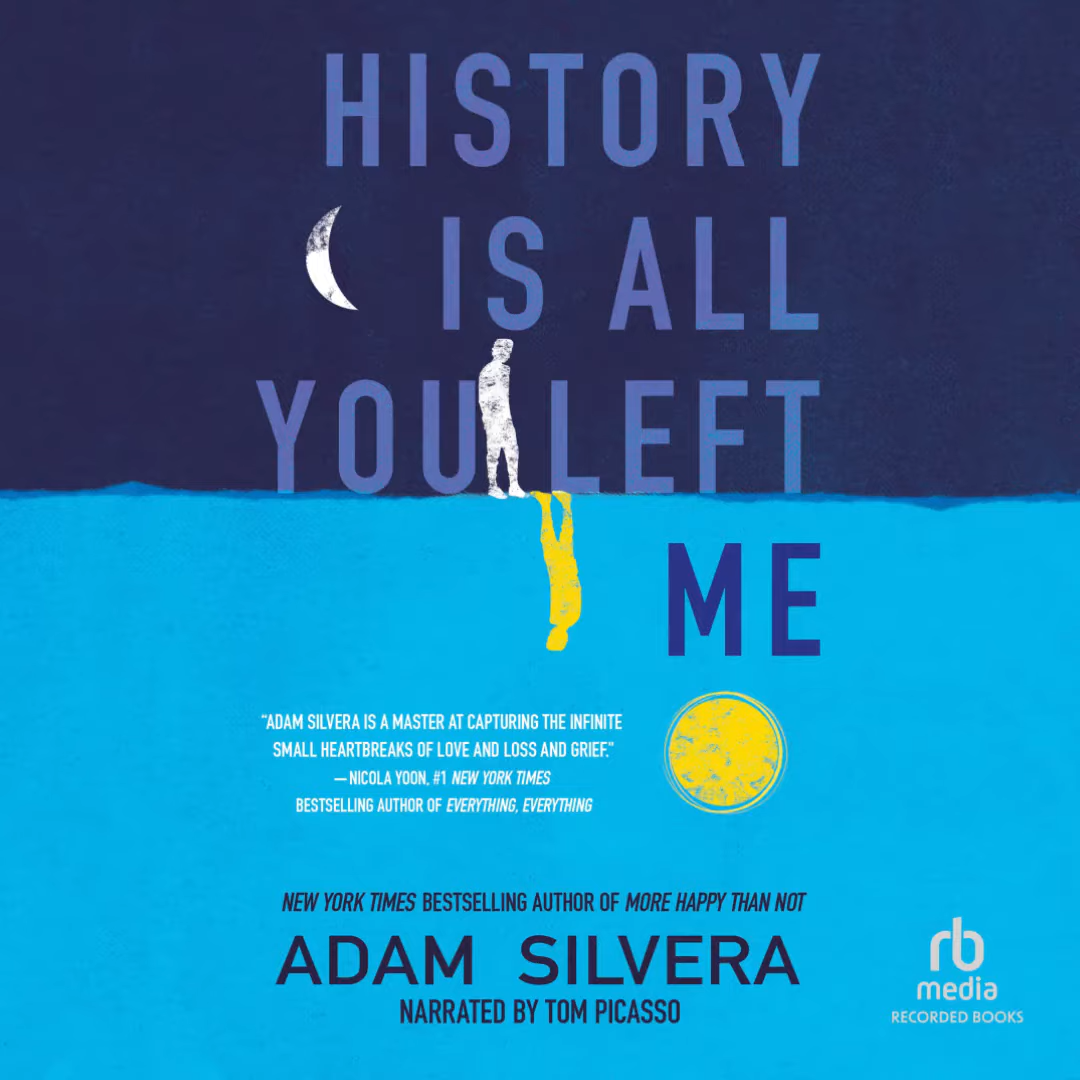 HISTORY
IS ALL
YOU LEFT
ME
“ADAM SILVERA IS A MASTER AT CAPTURING THE INFINITE
SMALL HEARTBREAKS OF LOVE AND LOSS AND GRIEF.”
— NICOLA YOON, #1 NEW YORK TIMES
BESTSELLING AUTHOR OF EVERYTHING, EVERYTHING
NEW YORK TIMES BESTSELLING AUTHOR OF MORE HAPPY THAN NOT
ADAM SILVERA
NARRATED BY TOM PICASSO
rb
media
RECORDED BOOKS